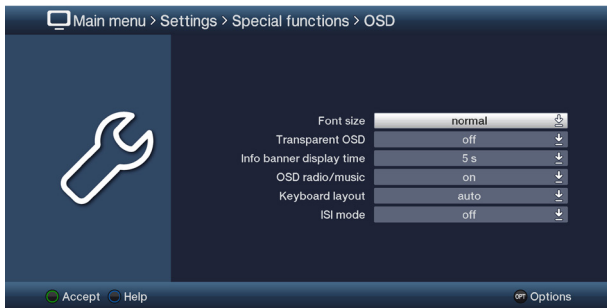 Main menu > Settings > Special functions > OSD
Font size normal
Transparent OSD off
Info banner display time 5 s
OSD radio/music on
Keyboard layout auto
ISI mode off
Accept Help OPT Options